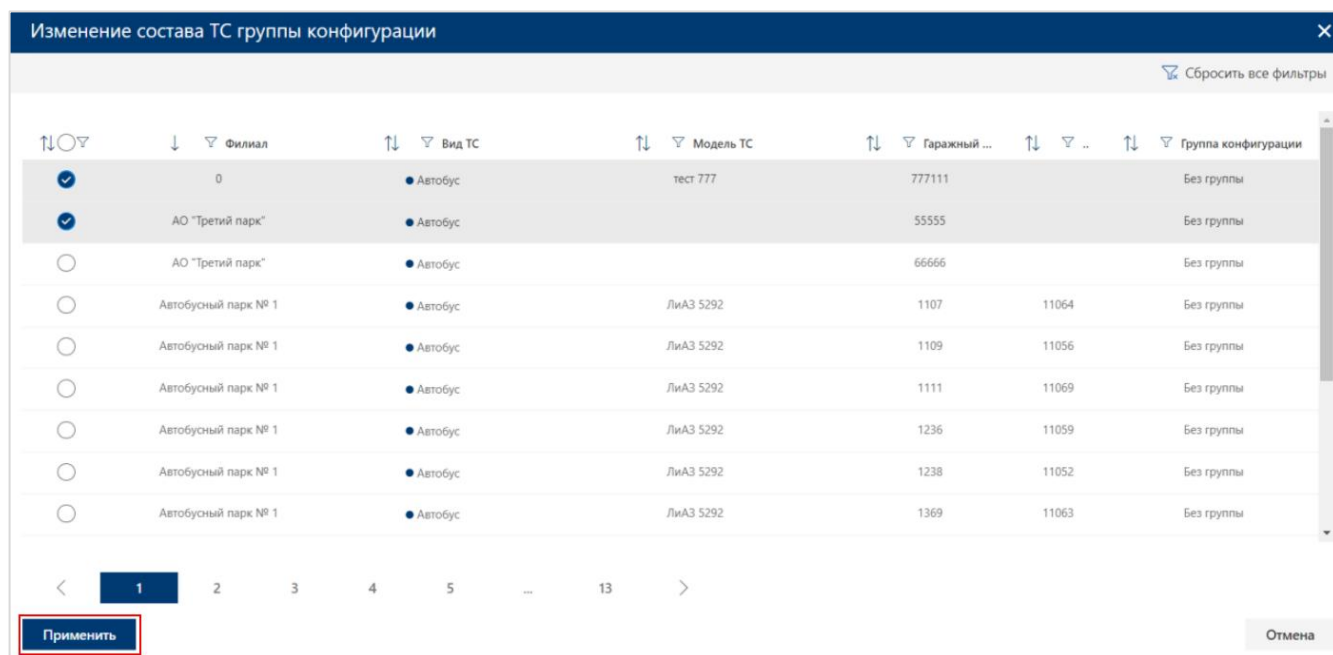 Изменение состава ТС группы конфигурации
Сбросить все фильтры
Филиал Вид ТС Модель ТС Гаражный ... .. Группа конфигурации
0 Автобус тест 777 777111 Без группы
АО "Третий парк" Автобус 55555 Без группы
АО "Третий парк" Автобус 66666 Без группы
Автобусный парк № 1 Автобус ЛиАЗ 5292 1107 11064 Без группы
Автобусный парк № 1 Автобус ЛиАЗ 5292 1109 11056 Без группы
Автобусный парк № 1 Автобус ЛиАЗ 5292 1111 11069 Без группы
Автобусный парк № 1 Автобус ЛиАЗ 5292 1236 11059 Без группы
Автобусный парк № 1 Автобус ЛиАЗ 5292 1238 11052 Без группы
Автобусный парк № 1 Автобус ЛиАЗ 5292 1369 11063 Без группы
1 2 3 4 5 ... 13
Применить Отмена